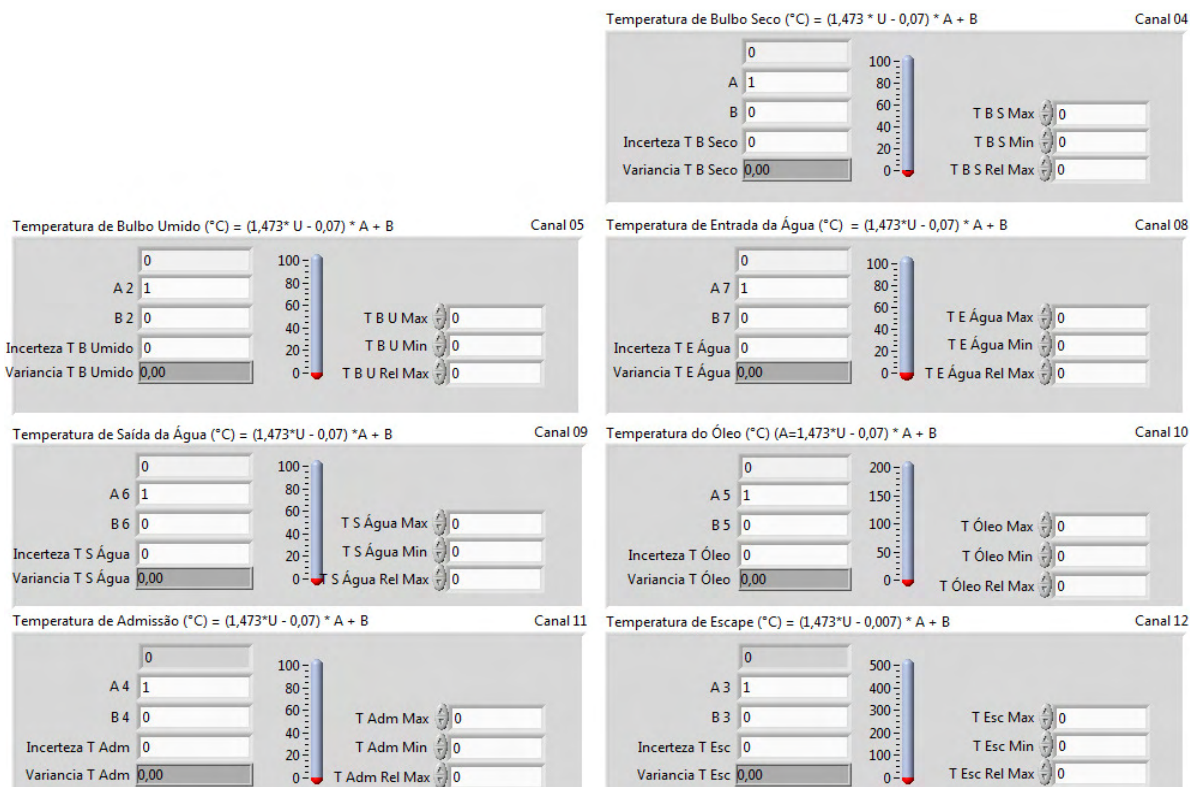 Temperatura de Bulbo Seco (°C) = (1,473 * U - 0,07) * A + B Canal 04
0
100
A 1
80
B 0
60
T B S Max 0
40
Incerteza T B Seco 0
T B S Min 0
20
Variancia T B Seco 0,00
0
T B S Rel Max 0
Temperatura de Bulbo Umido (°C) = (1,473* U - 0,07) * A + B Canal 05
0
100
A 2 1
80
B 2 0
60
T B U Max 0
40
Incerteza T B Umido 0
T B U Min 0
20
Variancia T B Umido 0,00
0
T B U Rel Max 0
Temperatura de Entrada da Água (°C) = (1,473*U - 0,07) * A + B Canal 08
0
100
A 7 1
80
B 7 0
60
T E Água Max 0
40
Incerteza T E Água 0
T E Água Min 0
20
Variancia T E Água 0,00
0
T E Água Rel Max 0
Temperatura de Saída da Água (°C) = (1,473*U - 0,07) *A + B Canal 09
0
100
A 6 1
80
B 6 0
60
T S Água Max 0
40
Incerteza T S Água 0
T S Água Min 0
20
Variancia T S Água 0,00
0
T S Água Rel Max 0
Temperatura do Óleo (°C) (A=1,473*U - 0,07) * A + B Canal 10
0
200
A 5 1
150
B 5 0
100
T Óleo Max 0
Incerteza T Óleo 0
50
T Óleo Min 0
Variancia T Óleo 0,00
0
T Óleo Rel Max 0
Temperatura de Admissão (°C) = (1,473*U - 0,07) * A + B Canal 11
0
100
A 4 1
80
B 4 0
60
T Adm Max 0
40
Incerteza T Adm 0
T Adm Min 0
20
Variancia T Adm 0,00
0
T Adm Rel Max 0
Temperatura de Escape (°C) = (1,473*U - 0,007) * A + B Canal 12
0
500
A 3 1
400
B 3 0
300
T Esc Max 0
200
Incerteza T Esc 0
T Esc Min 0
100
Variancia T Esc 0,00
0
T Esc Rel Max 0